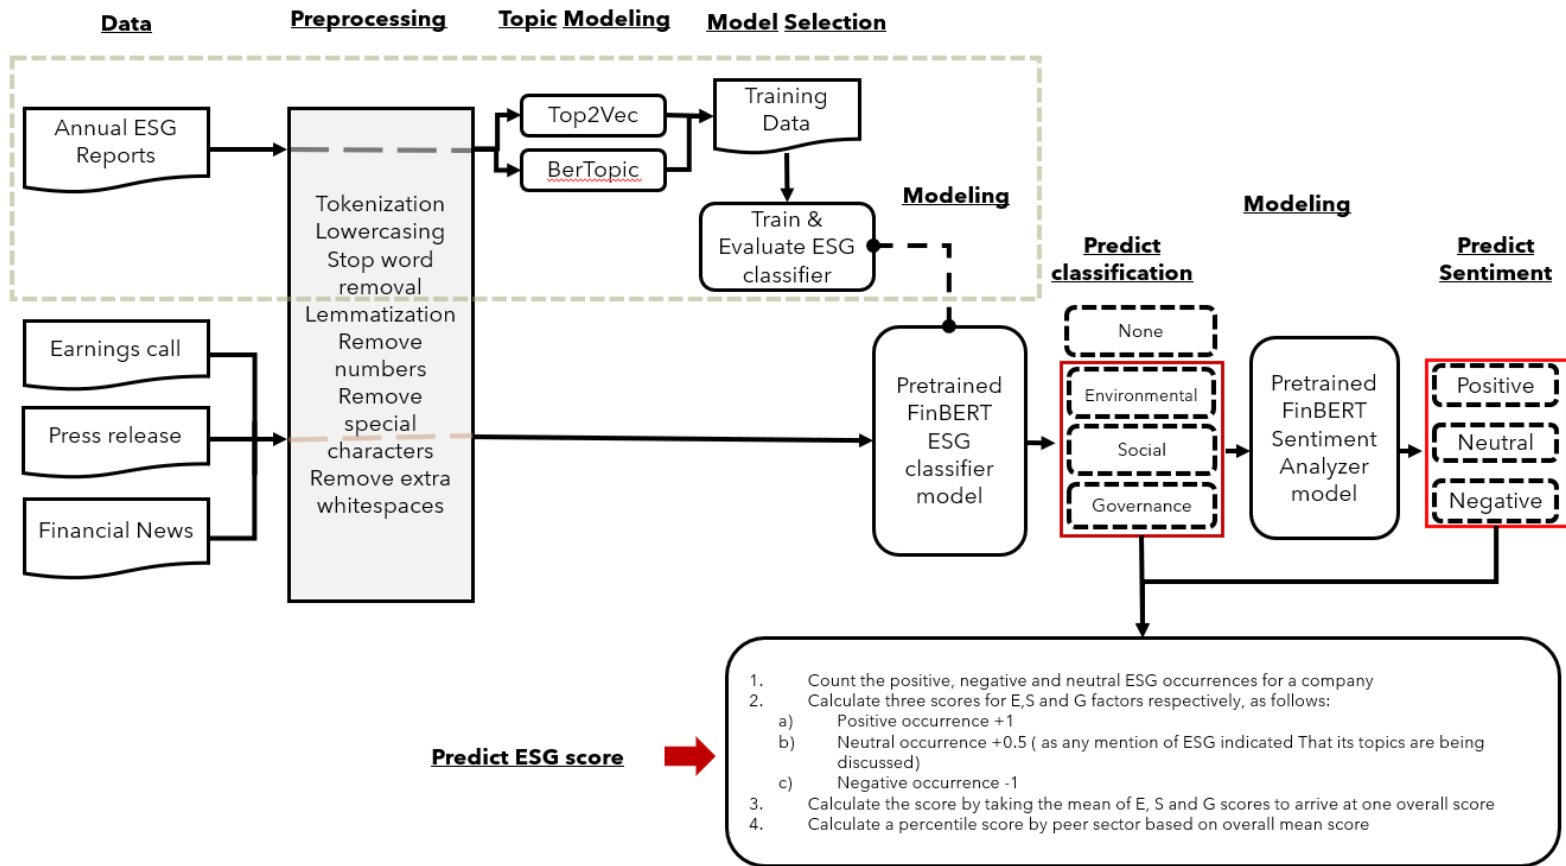 Data
Preprocessing
Topic Modeling
Model Selection
Annual ESG
Reports
Top2Vec
BerTopic
Training
Data
Train &
Evaluate ESG
classifier
Modeling
Modeling
Predict
classification
Predict
Sentiment
Tokenization
Lowercasing
Stop word
removal
Lemmatization
Remove
numbers
Remove
special
characters
Remove extra
whitespaces
Earnings call
Press release
Financial News
Pretrained
FinBERT
ESG
classifier
model
None
Environmental
Social
Governance
Pretrained
FinBERT
Sentiment
Analyzer
model
Positive
Neutral
Negative
Predict ESG score
1. Count the positive, negative and neutral ESG occurrences for a company
2. Calculate three scores for E,S and G factors respectively, as follows:
a) Positive occurrence +1
b) Neutral occurrence +0.5 ( as any mention of ESG indicated That its topics are being
discussed)
c) Negative occurrence -1
3. Calculate the score by taking the mean of E, S and G scores to arrive at one overall score
4. Calculate a percentile score by peer sector based on overall mean score